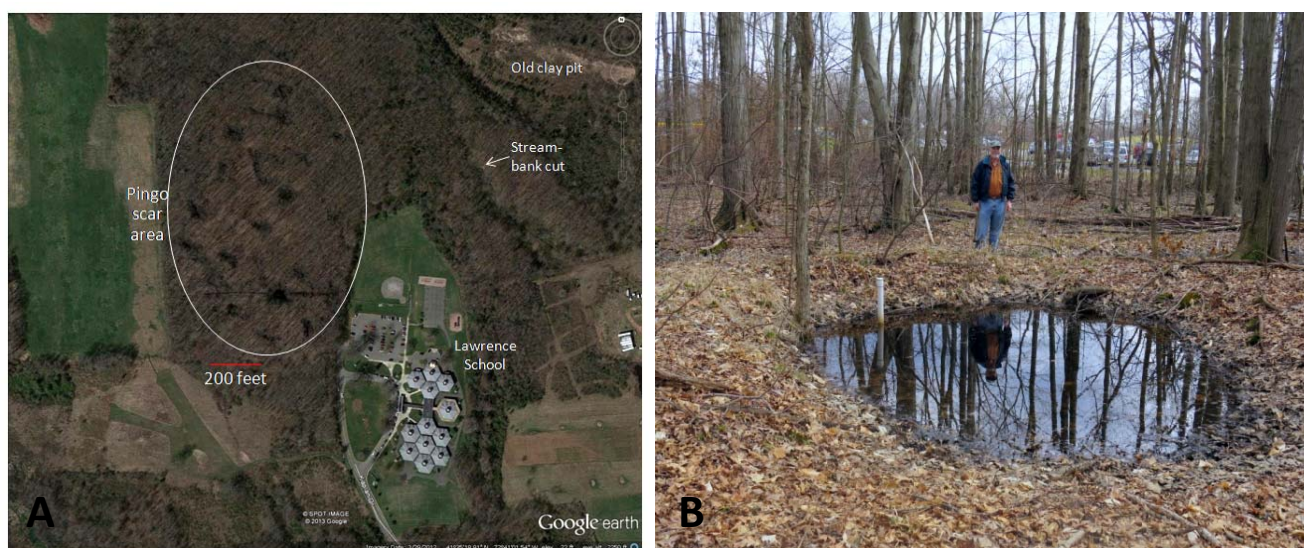 Old clay pit
Stream-
bank cut
Pingo
scar
area
Lawrence
School
200 feet
© SPOT IMAGE
© 2013 Google
Google earth
A
B